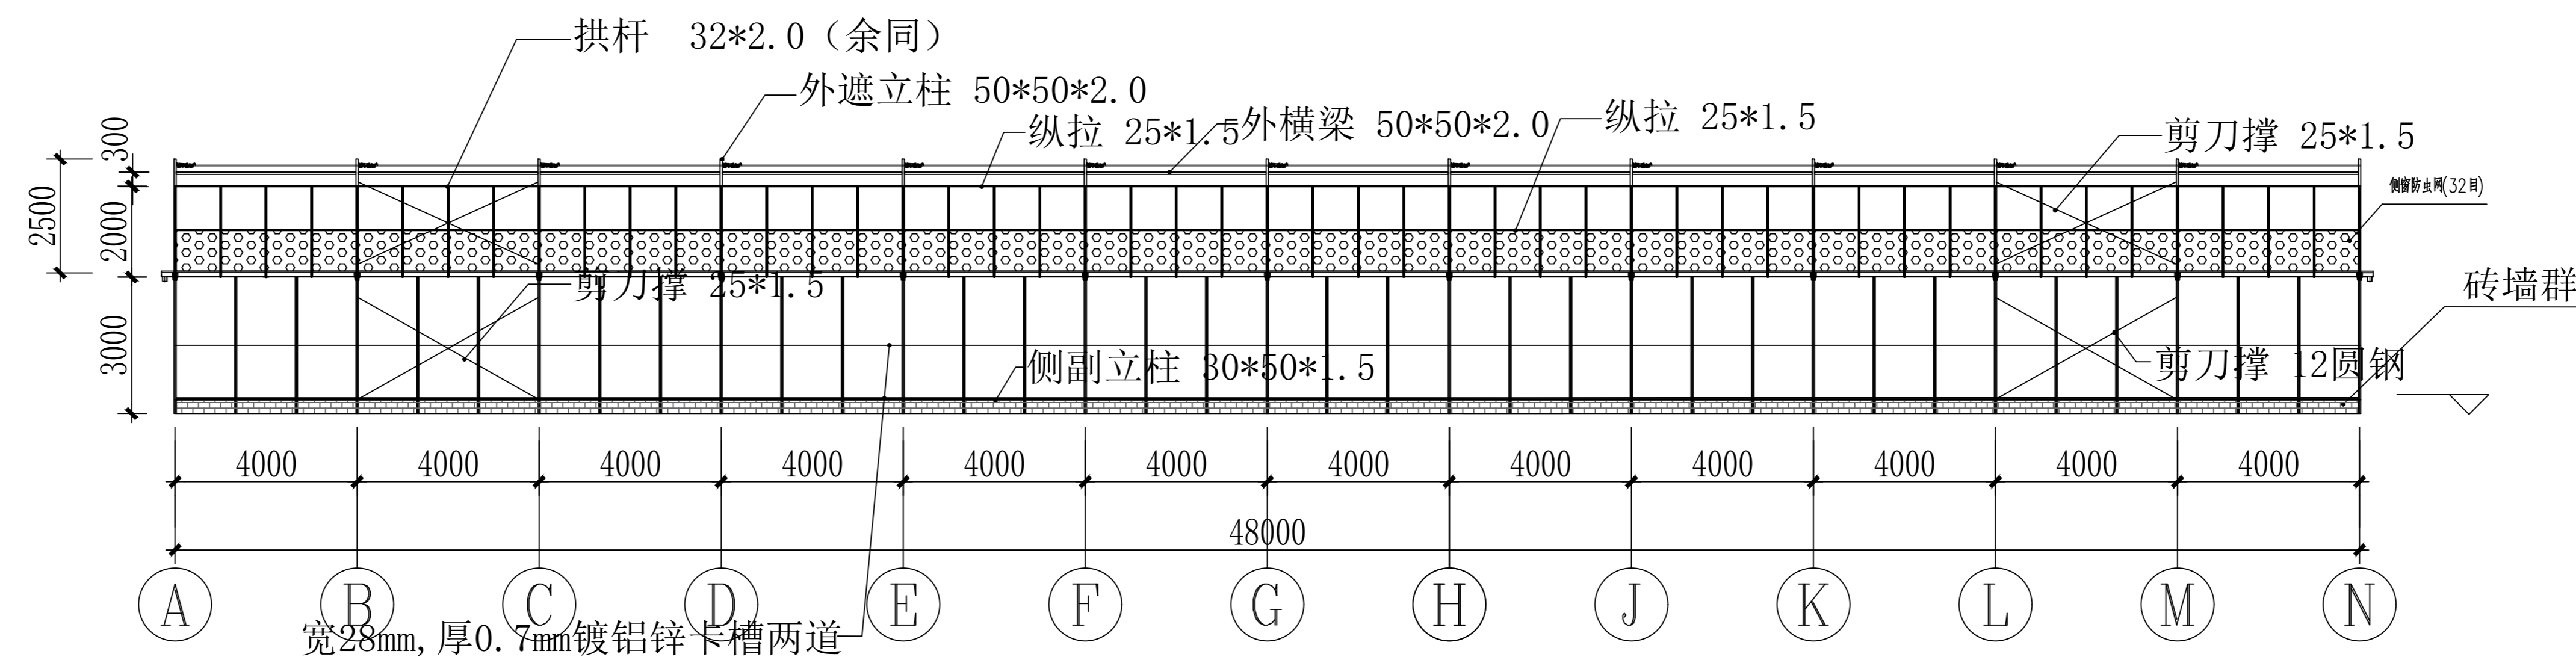 拱杆 32*2.0（余同）
外遮立柱 50*50*2.0
纵拉 25*1.5
外横梁 50*50*2.0
纵拉 25*1.5
剪刀撑 25*1.5
侧窗防虫网(32目)
300
2500
2000
3000
剪刀撑 25*1.5
砖墙群
侧副立柱 30*50*1.5
剪刀撑 12圆钢
4000 4000 4000 4000 4000 4000 4000 4000 4000 4000 4000 4000
48000
A B C D E F G H J K L M N
宽28mm,厚0.7mm镀铝锌卡槽两道